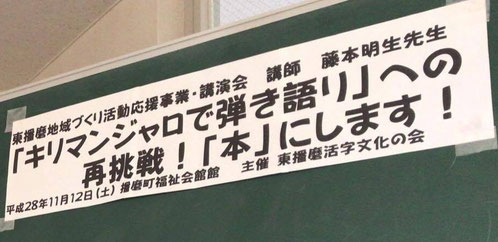 東播磨地域づくり活動応援事業・講演会　講師　藤本明生先生
「キリマンジャロで弾き語り」への
再挑戦！「本」にします！
平成28年11月12日(土) 播磨町福祉会館館　主催 東播磨活字文化の会